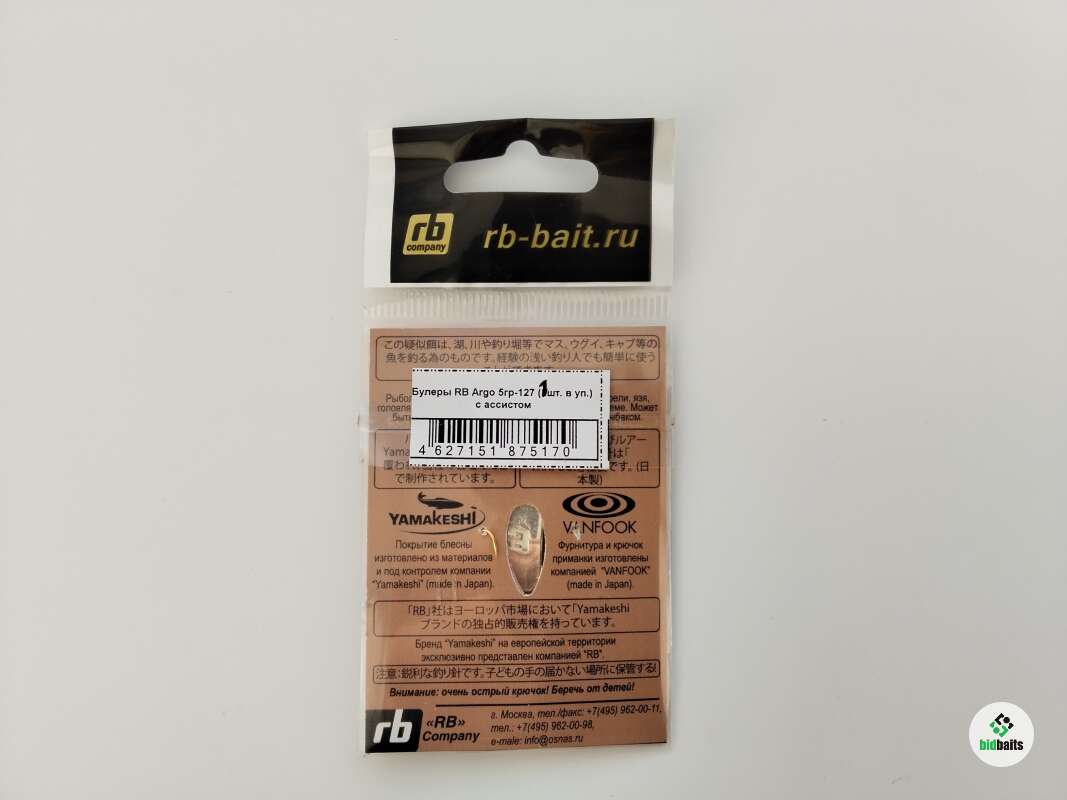 rb
company
rb-bait.ru
この疑似餌は、湖、川や釣り堀等でマス、ウグイ、キャブ等の
魚を釣る為のものです。経験の浅い釣り人でも簡単に使う
Булеры RB Argo 5гр-127 (1шт. в уп.)
с ассистом
4 627151 875170
で制作されています。
です。(日
本製)
YAMAKESHI
VANFOOK
Покрытие блесны
изготовлено из материалов
и под контролем компании
"Yamakeshi" (made in Japan).
Фурнитура и крючок
приманки изготовлены
компанией "VANFOOK"
(made in Japan).
「RB」社はヨーロッパ市場において「Yamakeshi
ブランドの独占的販売権を持っています。
Бренд "Yamakeshi" на европейской территории
эксклюзивно представлен компанией "RB".
注意：鋭利な釣り針です。子どもの手の届かない場所に保管する!
Внимание: очень острый крючок! Беречь от детей!
rb
«RB»
Company
г. Москва, тел./факс: +7(495) 962-00-11,
тел.: +7(495) 962-00-98,
e-male: info@osnas.ru
bidbaits